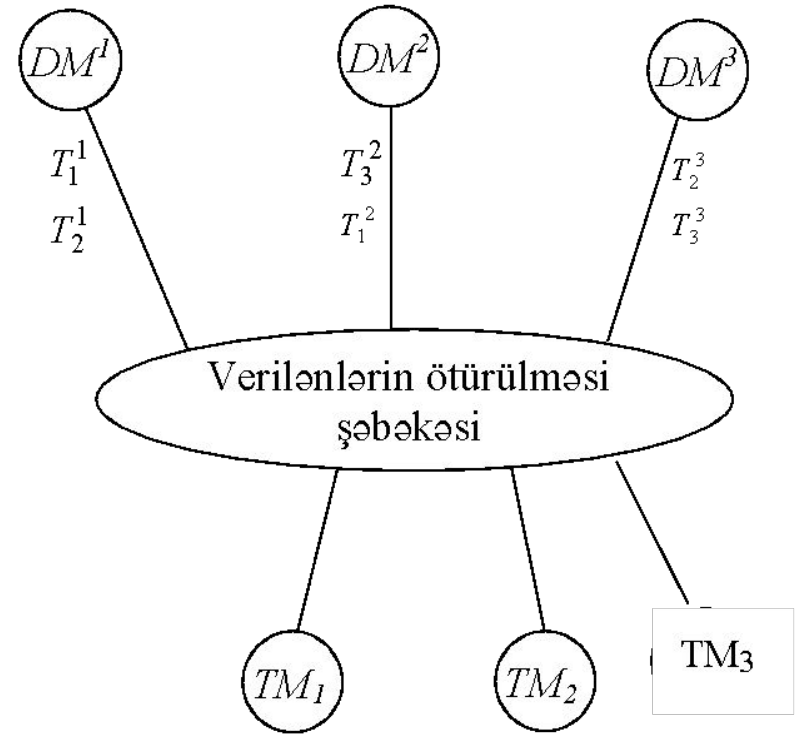 DM¹ DM² DM³
T₁¹ T₃² T₂³
T₂¹ T₁² T₃³
Verilənlərin ötürülməsi
şəbəkəsi
TM₁ TM₂ TM₃